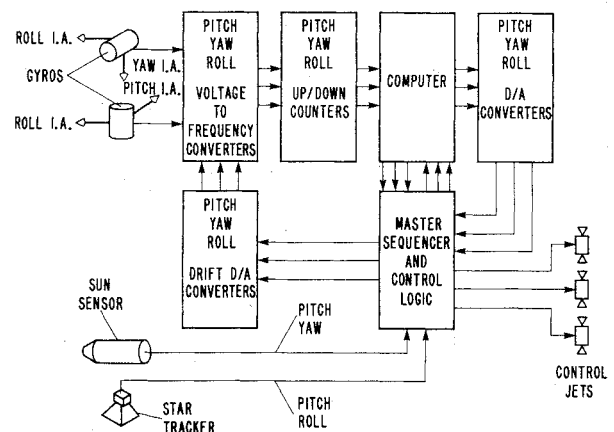 ROLL I.A.
GYROS
YAW I.A.
PITCH I.A.
ROLL I.A.
PITCH
YAW
ROLL
VOLTAGE
TO
FREQUENCY
CONVERTERS
PITCH
YAW
ROLL
UP/DOWN
COUNTERS
COMPUTER
PITCH
YAW
ROLL
D/A
CONVERTERS
PITCH
YAW
ROLL
DRIFT D/A
CONVERTERS
MASTER
SEQUENCER
AND
CONTROL
LOGIC
SUN
SENSOR
PITCH
YAW
STAR
TRACKER
PITCH
ROLL
CONTROL
JETS